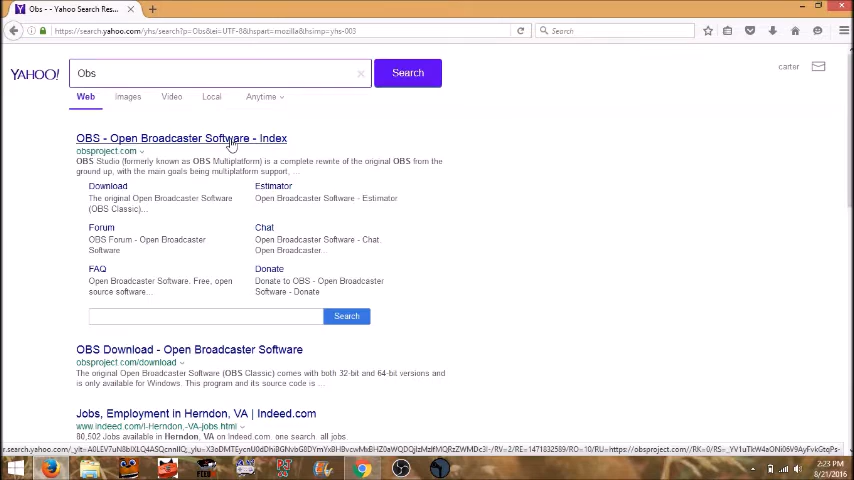 Obs - - Yahoo Search Res...
https://search.yahoo.com/yhs/search?p=Obs&ei=UTF-8&hspart=mozilla&hsimp=yhs-003
Search
YAHOO!
Obs
Search
carter
Web Images Video Local Anytime
OBS - Open Broadcaster Software - Index
obsproject.com
OBS Studio (formerly known as OBS Multiplatform) is a complete rewrite of the original OBS from the
ground up, with the main goals being multiplatform support, ...
Download
The original Open Broadcaster Software
(OBS Classic)...
Estimator
Open Broadcaster Software - Estimator
Forum
OBS Forum - Open Broadcaster
Software
Chat
Open Broadcaster Software - Chat.
Open Broadcaster...
FAQ
Open Broadcaster Software. Free, open
source software...
Donate
Donate to OBS - Open Broadcaster
Software - Donate
Search
OBS Download - Open Broadcaster Software
obsproject.com/download
The original Open Broadcaster Software (OBS Classic) comes with both 32-bit and 64-bit versions and
is only available for Windows. This program and its source code is ...
Jobs, Employment in Herndon, VA | Indeed.com
www.indeed.com/l-Herndon,-VA-jobs.html
80,502 Jobs available in Herndon, VA on Indeed.com. one search. all jobs.
2:23 PM
8/21/2016